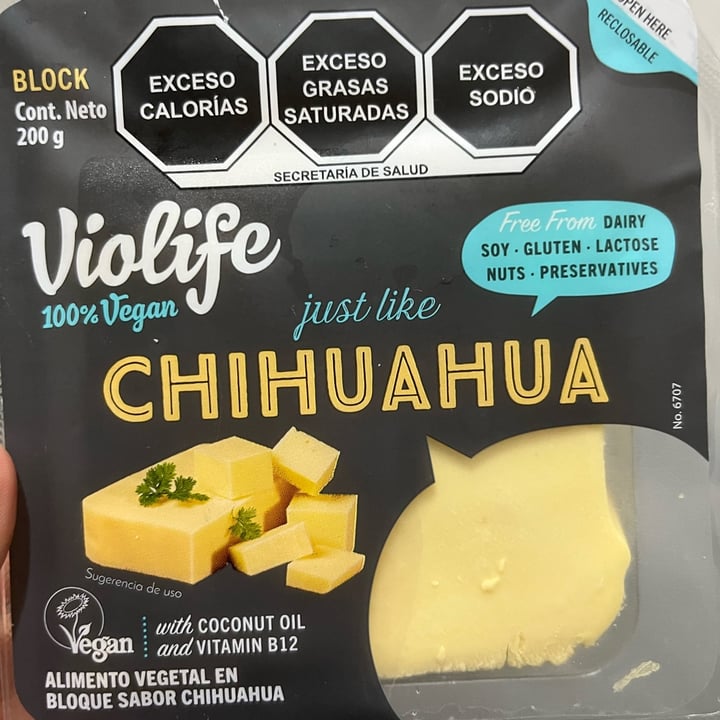 BLOCK
Cont. Neto
200 g
EXCESO
CALORÍAS
EXCESO
GRASAS
SATURADAS
EXCESO
SODIO
SECRETARÍA DE SALUD
OPEN HERE
RECLOSABLE
Violife
100% Vegan
Free From DAIRY
SOY · GLUTEN · LACTOSE
NUTS · PRESERVATIVES
just like
CHIHUAHUA
No. 6707
Sugerencia de uso
Vegan
with COCONUT OIL
and VITAMIN B12
ALIMENTO VEGETAL EN
BLOQUE SABOR CHIHUAHUA